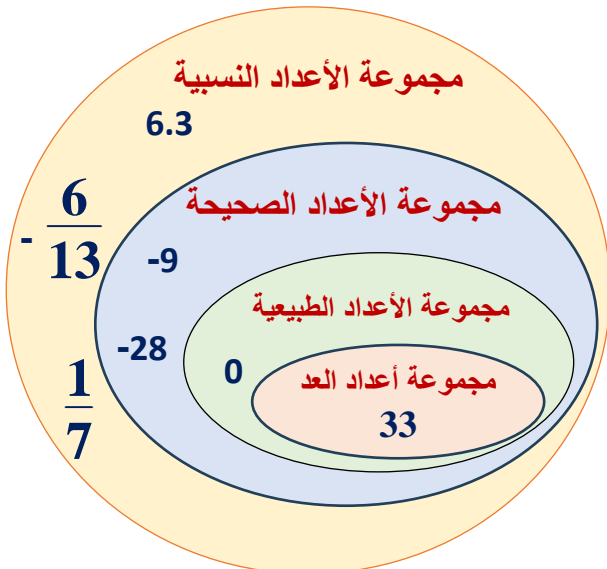 مجموعة الأعداد النسبية
6.3
مجموعة الأعداد الصحيحة
- 6/13
-9
مجموعة الأعداد الطبيعية
-28
0
مجموعة أعداد العد
1/7
33